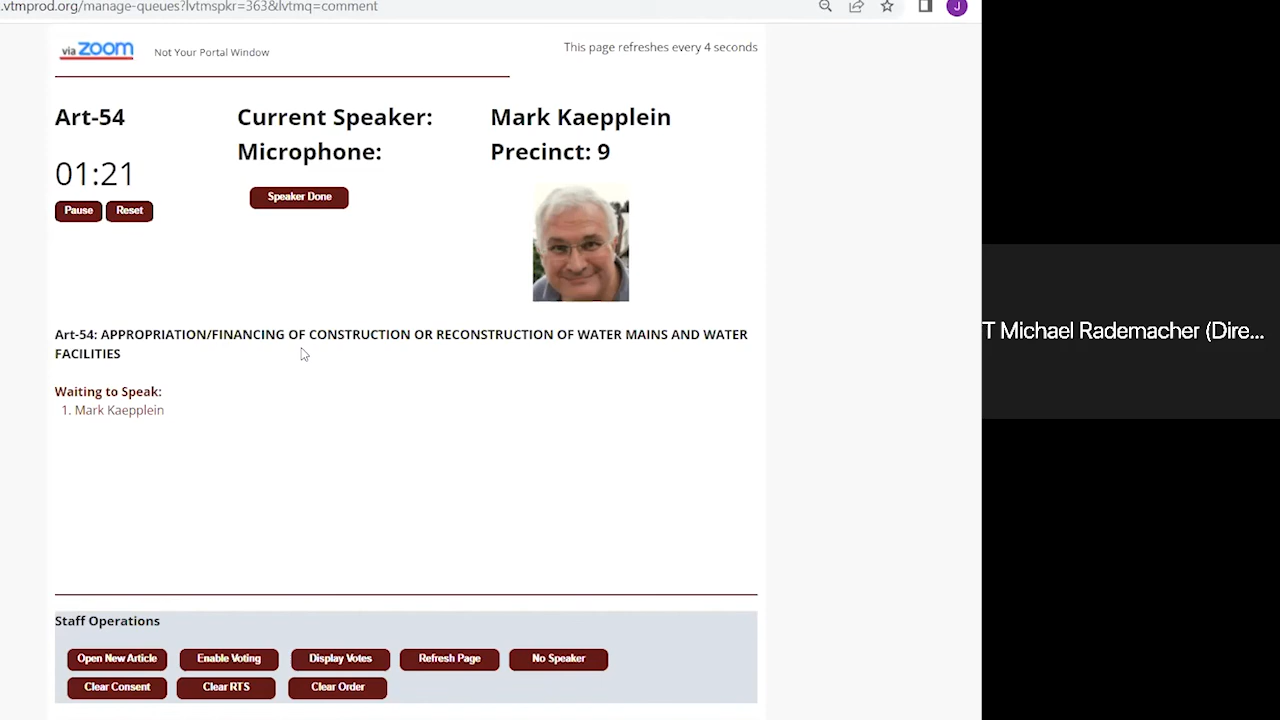 .vtmprod.org/manage-queues?lvtmspkr=363&lvtmq=comment
J
via zoom
Not Your Portal Window
This page refreshes every 4 seconds
Art-54
Current Speaker:
Mark Kaepplein
Microphone:
Precinct: 9
01:21
Speaker Done
Pause
Reset
Art-54: APPROPRIATION/FINANCING OF CONSTRUCTION OR RECONSTRUCTION OF WATER MAINS AND WATER
FACILITIES
T Michael Rademacher (Dire...
Waiting to Speak:
1. Mark Kaepplein
Staff Operations
Open New Article
Enable Voting
Display Votes
Refresh Page
No Speaker
Clear Consent
Clear RTS
Clear Order